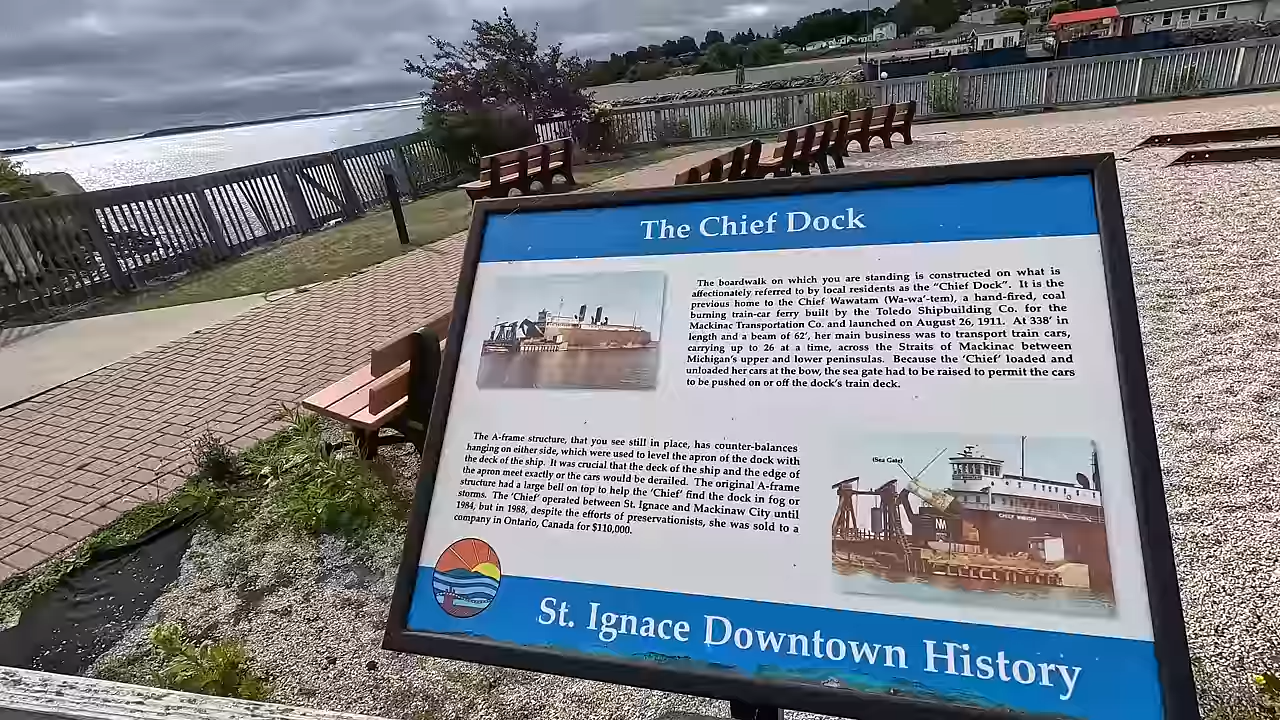 The Chief Dock
The boardwalk on which you are standing is constructed on what is
affectionately referred to by local residents as the “Chief Dock”. It is the
previous home to the Chief Wawatam (Wa-wa’-tem), a hand-fired, coal
burning train-car ferry built by the Toledo Shipbuilding Co. for the
Mackinac Transportation Co. and launched on August 26, 1911. At 338’ in
length and a beam of 62’, her main business was to transport train cars,
carrying up to 26 at a time, across the Straits of Mackinac between
Michigan’s upper and lower peninsulas. Because the ‘Chief’ loaded and
unloaded her cars at the bow, the sea gate had to be raised to permit the cars
to be pushed on or off the dock’s train deck.
The A-frame structure, that you see still in place, has counter-balances
hanging on either side, which were used to level the apron of the dock with
the deck of the ship. It was crucial that the deck of the ship and the edge of
the apron meet exactly or the cars would be derailed. The original A-frame
structure had a large bell on top to help the ‘Chief’ find the dock in fog or
storms. The ‘Chief’ operated between St. Ignace and Mackinaw City until
1984, but in 1988, despite the efforts of preservationists, she was sold to a
company in Ontario, Canada for $110,000.
(Sea Gate)
St. Ignace Downtown History